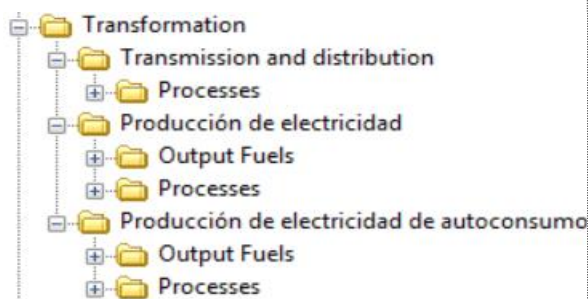 Transformation
Transmission and distribution
Processes
Producción de electricidad
Output Fuels
Processes
Producción de electricidad de autoconsumo
Output Fuels
Processes